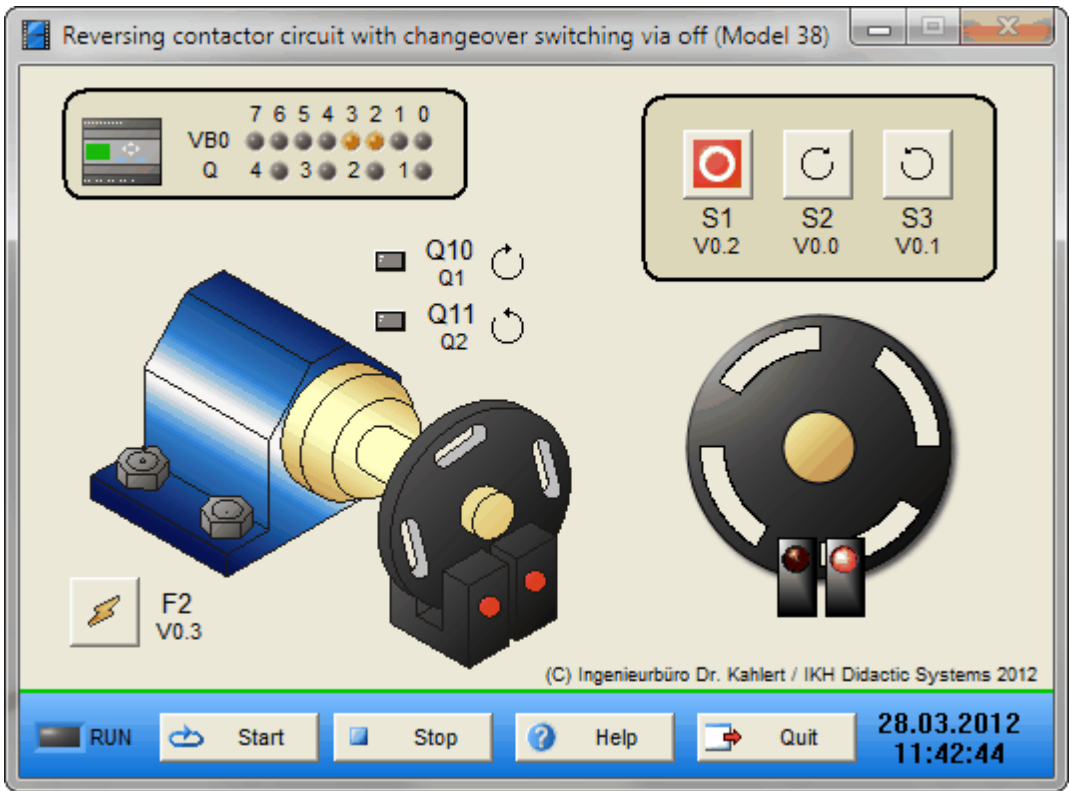 Reversing contactor circuit with changeover switching via off (Model 38)
7 6 5 4 3 2 1 0
VB0
Q 4 3 2 1
S1 S2 S3
V0.2 V0.0 V0.1
Q10
Q1
Q11
Q2
F2
V0.3
(C) Ingenieurbüro Dr. Kahlert / IKH Didactic Systems 2012
RUN Start Stop Help Quit 28.03.2012
11:42:44